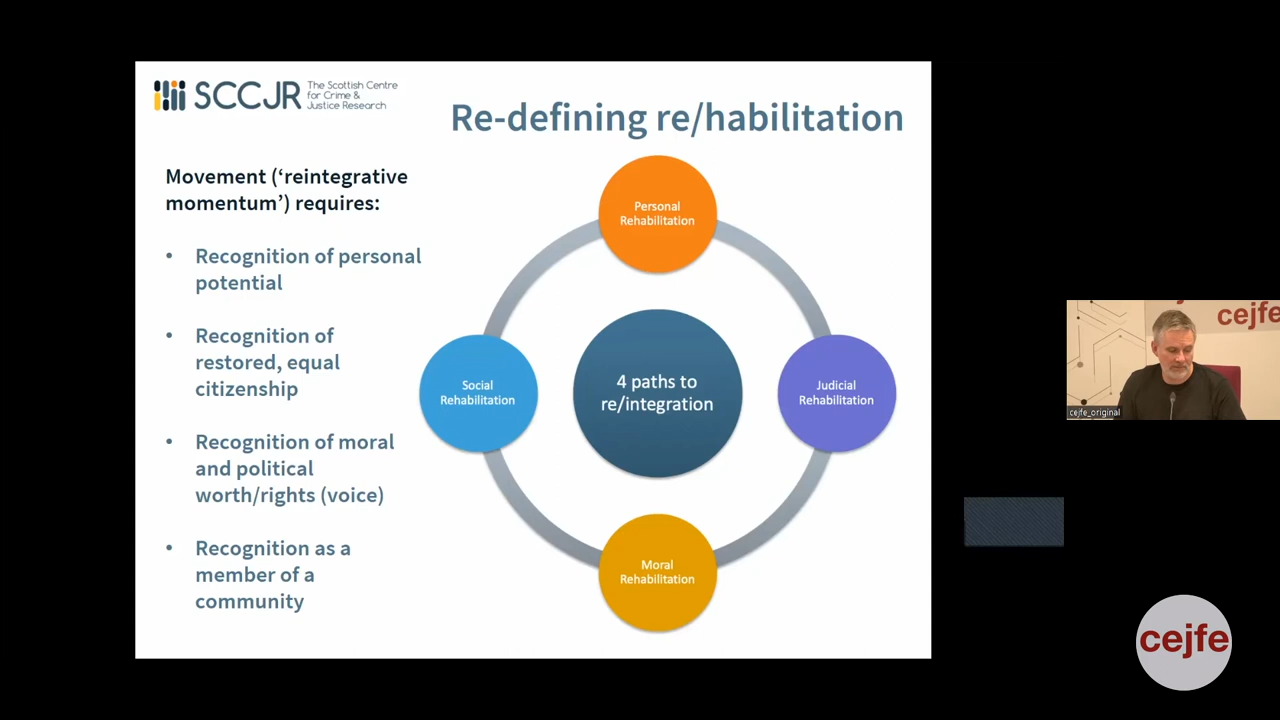 SCCJR
The Scottish Centre
for Crime &
Justice Research
Re-defining re/habilitation
Movement (‘reintegrative
momentum’) requires:
• Recognition of personal
potential
• Recognition of
restored, equal
citizenship
• Recognition of moral
and political
worth/rights (voice)
• Recognition as a
member of a
community
Personal
Rehabilitation
Social
Rehabilitation
4 paths to
re/integration
Judicial
Rehabilitation
Moral
Rehabilitation
cejfe
cejfe_original
cejfe